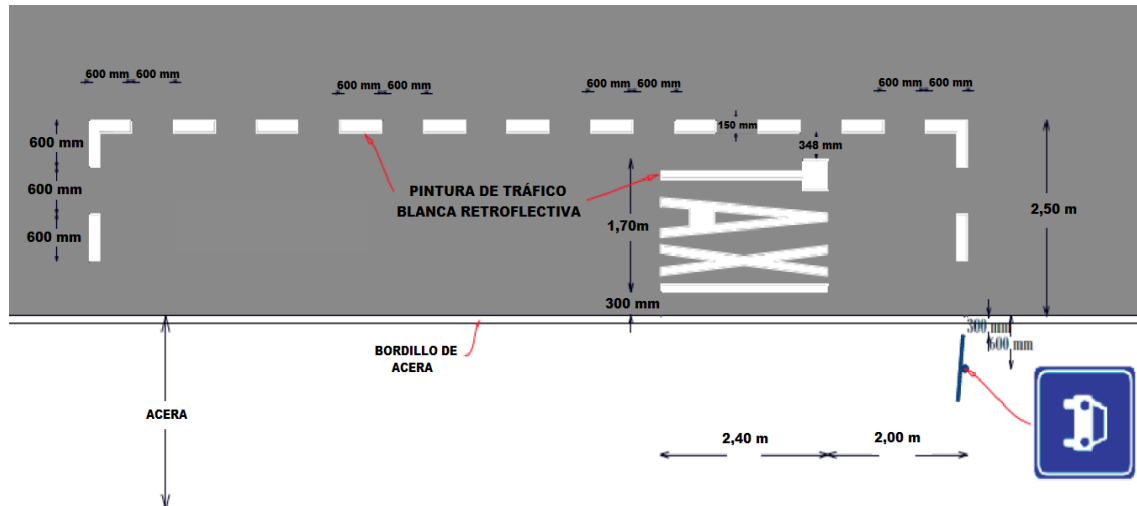 600 mm 600 mm
600 mm 600 mm
600 mm 600 mm
600 mm 600 mm
600 mm
600 mm
600 mm
150 mm
348 mm
PINTURA DE TRÁFICO
BLANCA RETROFLECTIVA
1,70m
2,50 m
TAXI
300 mm
300 mm
600 mm
BORDILLO DE
ACERA
ACERA
2,40 m
2,00 m